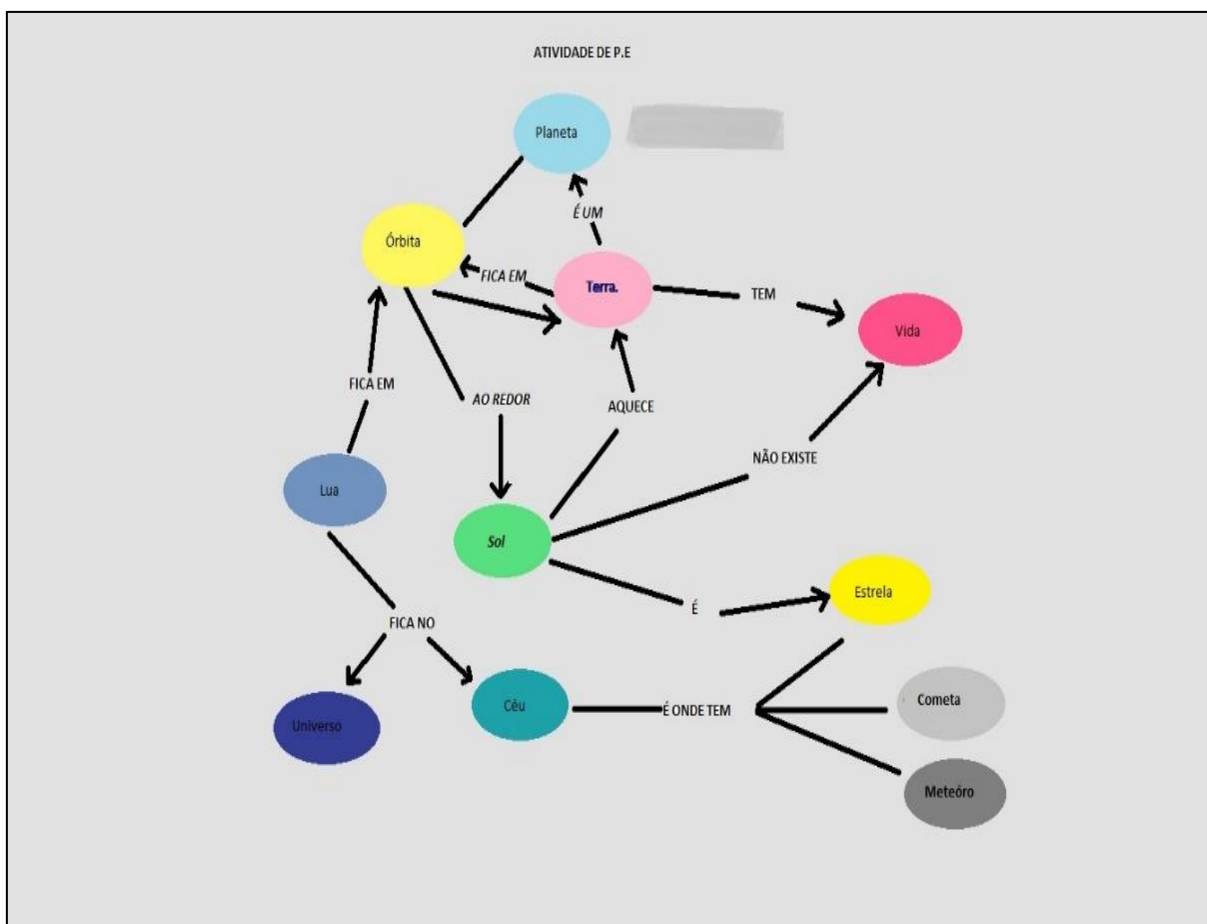 ATIVIDADE DE P.E
Planeta
É UM
Órbita
FICA EM
Terra.
TEM
Vida
FICA EM
AO REDOR
AQUECE
NÃO EXISTE
Lua
Sol
Estrela
É
FICA NO
Universo
Cêu
É ONDE TEM
Cometa
Meteóro